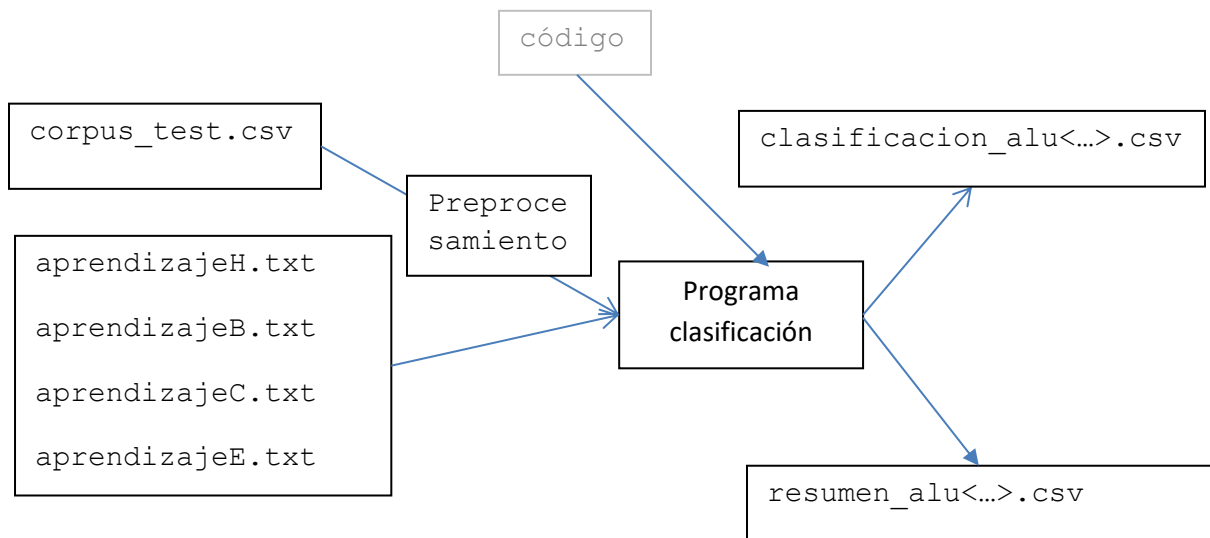 código
corpus_test.csv
clasificacion_alu<…>.csv
Preproce
samiento
aprendizajeH.txt
aprendizajeB.txt
aprendizajeC.txt
aprendizajeE.txt
Programa
clasificación
resumen_alu<…>.csv